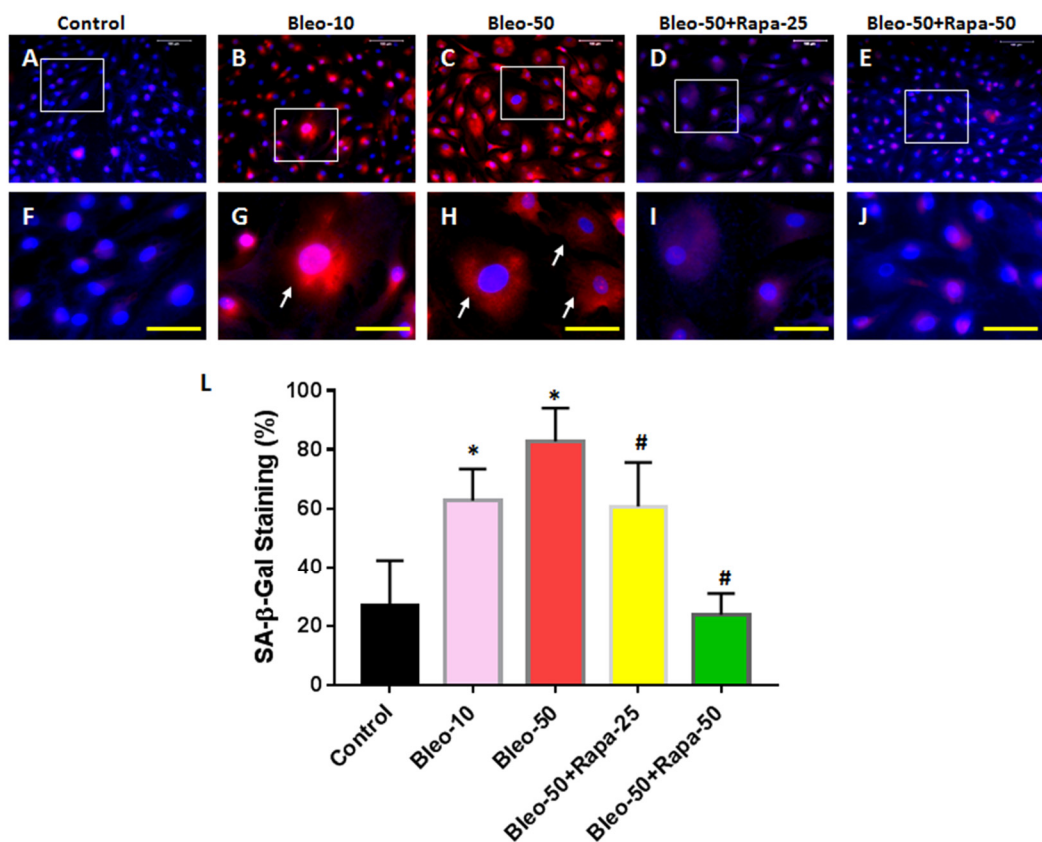 Control Bleo-10 Bleo-50 Bleo-50+Rapa-25 Bleo-50+Rapa-50
A B C D E
F G H I J
L
SA-β-Gal Staining (%)
100
80
60
40
20
0
* * # #
Control Bleo-10 Bleo-50 Bleo-50+Rapa-25 Bleo-50+Rapa-50